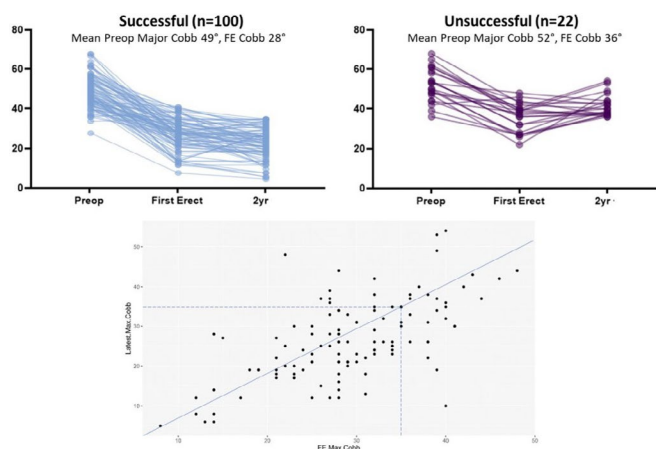 Successful (n=100)
Mean Preop Major Cobb 49°, FE Cobb 28°
80
60
40
20
0
Preop
First Erect
2yr
Unsuccessful (n=22)
Mean Preop Major Cobb 52°, FE Cobb 36°
80
60
40
20
0
Preop
First Erect
2yr
Latest.Max.Cobb
50
40
30
20
10
10
20
30
40
50
FE.Max.Cobb